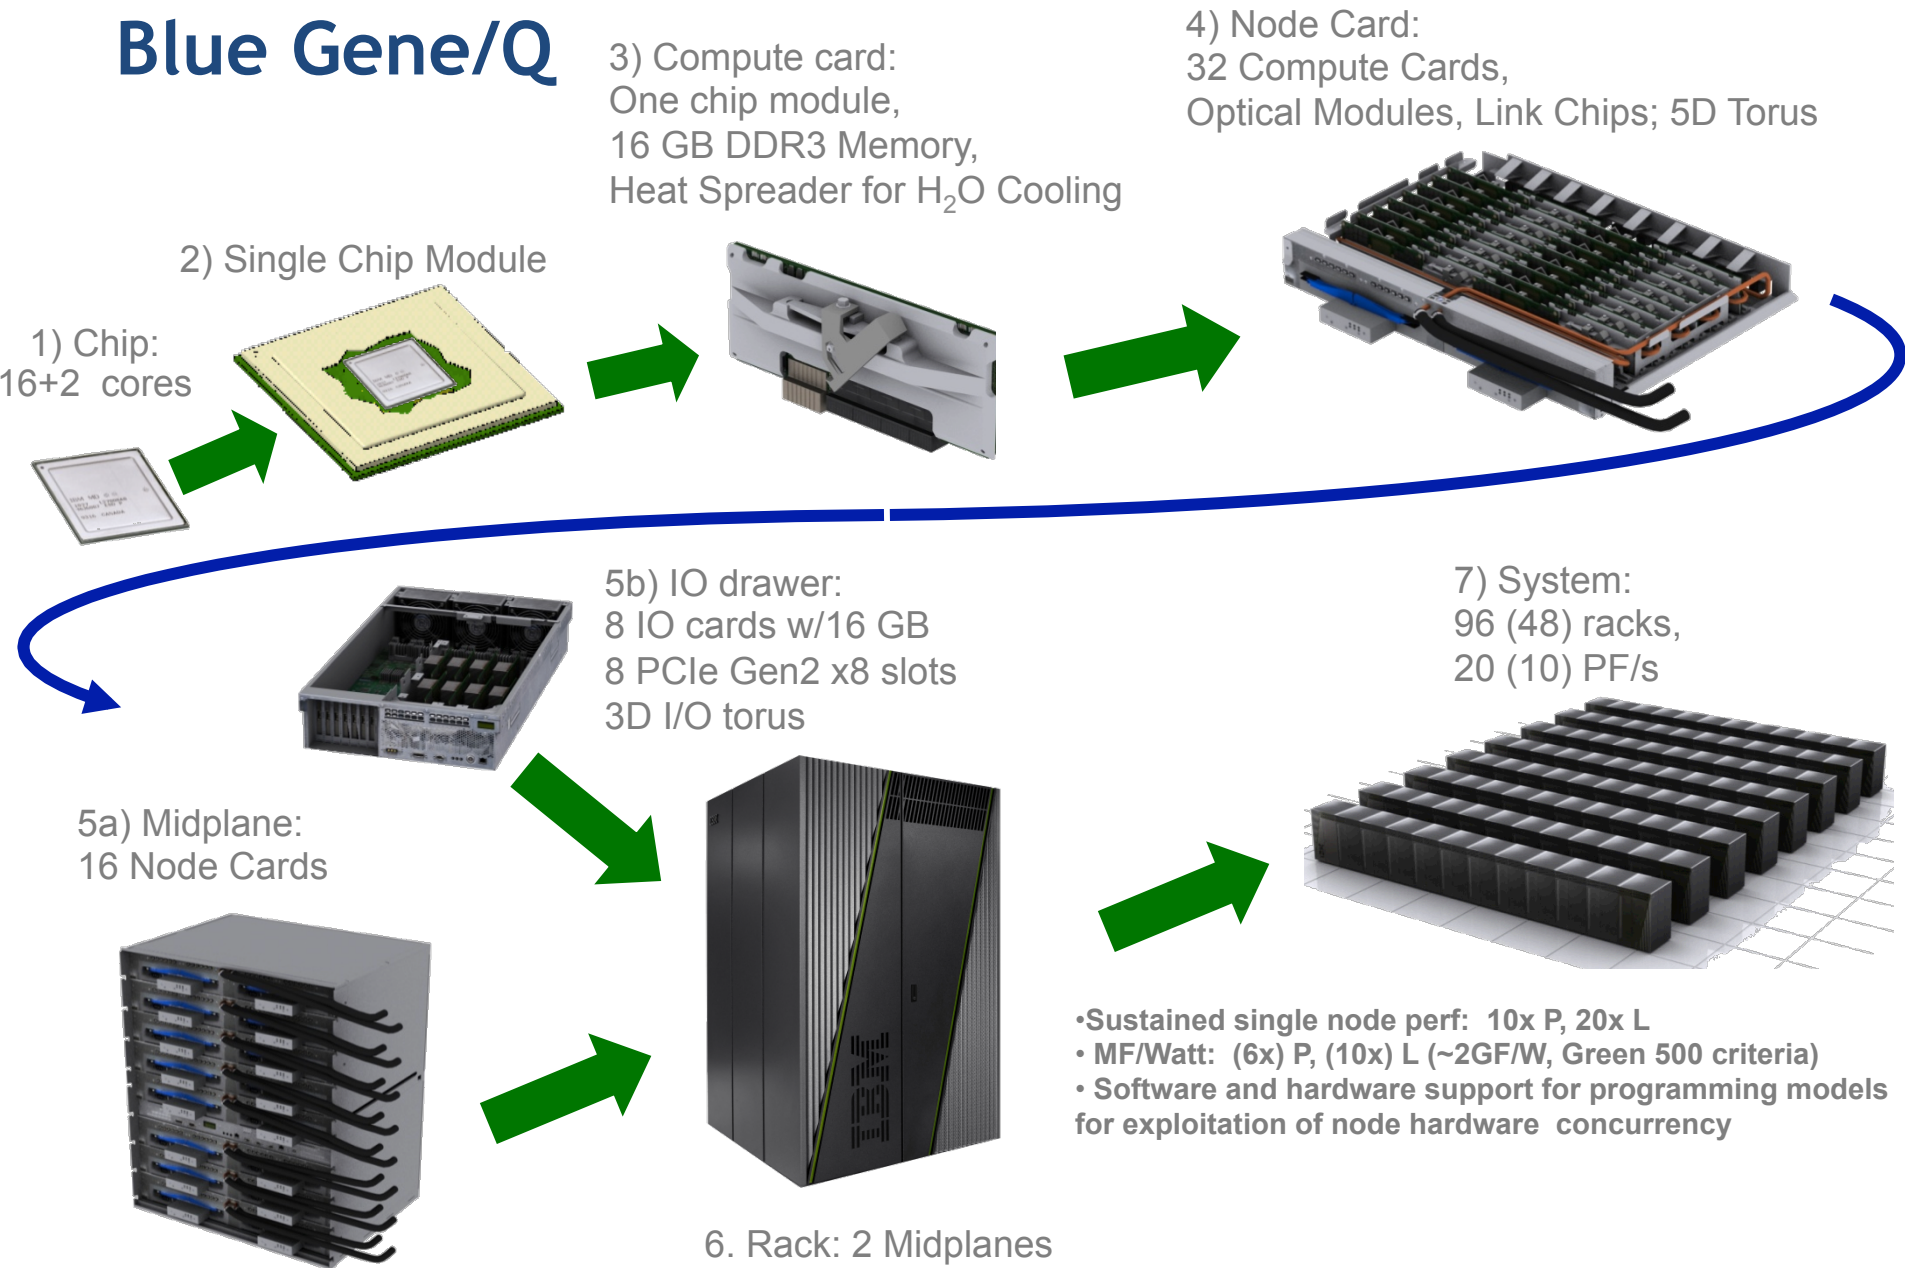 Blue Gene/Q
1) Chip:
16+2 cores
2) Single Chip Module
3) Compute card:
One chip module,
16 GB DDR3 Memory,
Heat Spreader for H₂O Cooling
4) Node Card:
32 Compute Cards,
Optical Modules, Link Chips; 5D Torus
5b) IO drawer:
8 IO cards w/16 GB
8 PCIe Gen2 x8 slots
3D I/O torus
5a) Midplane:
16 Node Cards
IBM
6. Rack: 2 Midplanes
7) System:
96 (48) racks,
20 (10) PF/s
•Sustained single node perf: 10x P, 20x L
• MF/Watt: (6x) P, (10x) L (~2GF/W, Green 500 criteria)
• Software and hardware support for programming models
for exploitation of node hardware concurrency